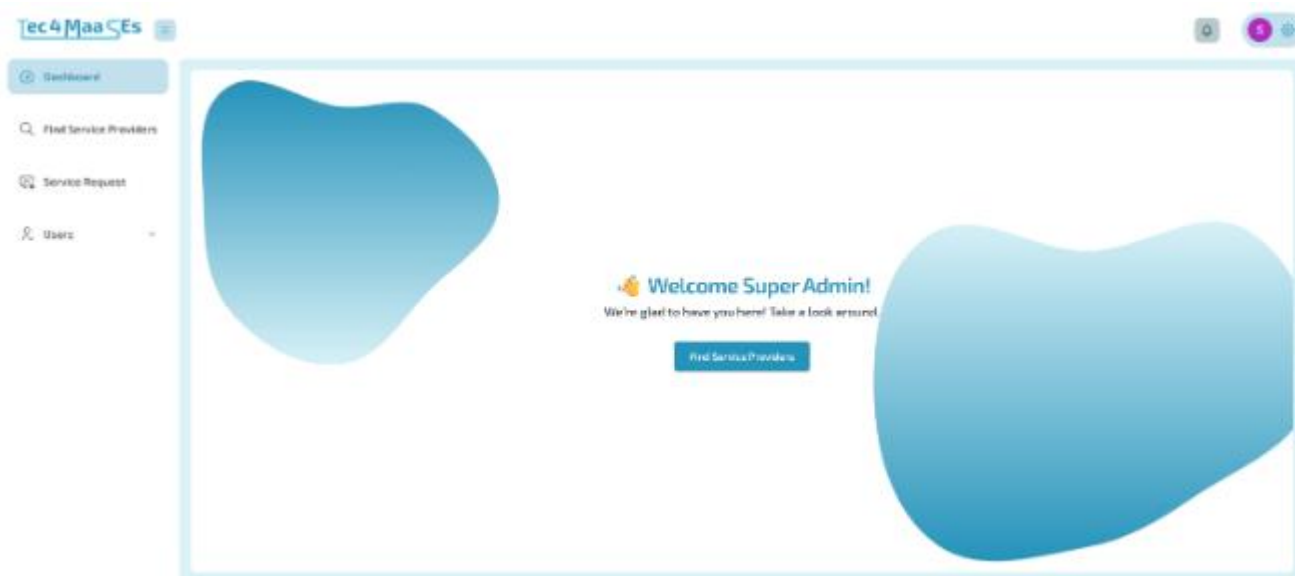 Tec4MaaSEs
S
Dashboard
Find Service Providers
Service Request
Users
Welcome Super Admin!
We're glad to have you here! Take a look around.
Find Service Providers